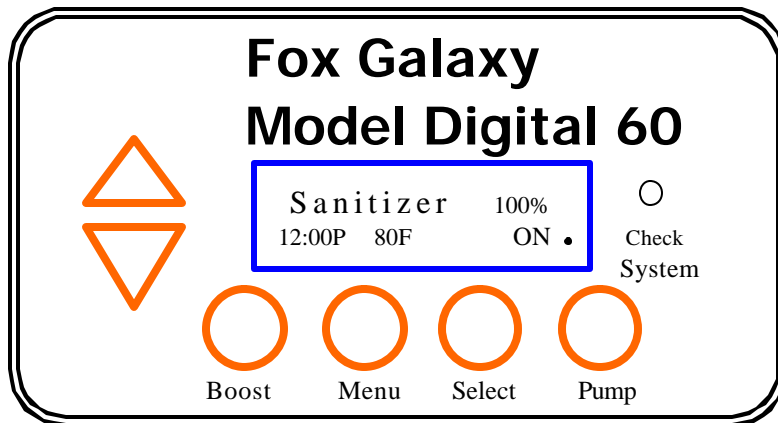 Fox Galaxy
Model Digital 60
Sanitizer 100%
12:00P 80F ON .
Check
System
Boost Menu Select Pump